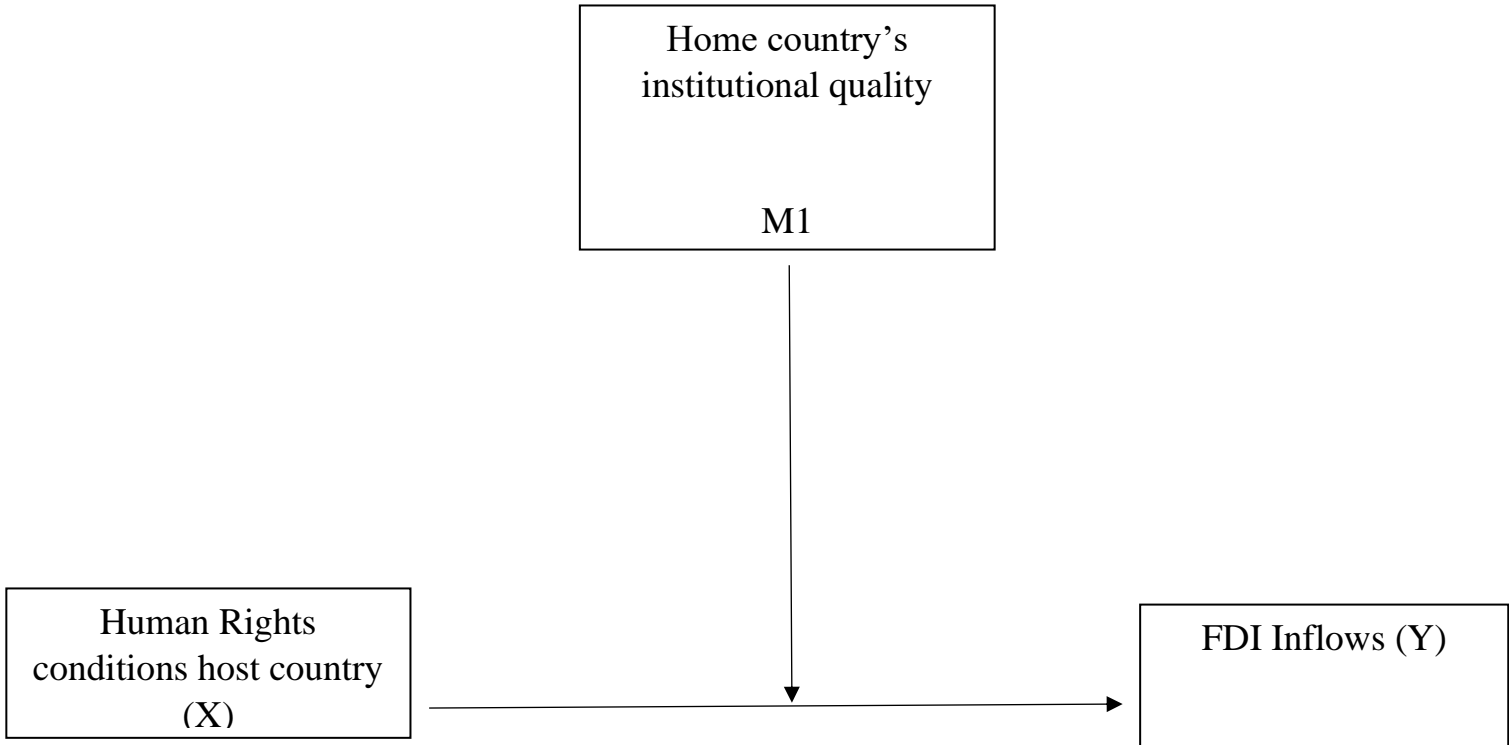 Home country’s
institutional quality
M1
Human Rights
conditions host country
(X)
FDI Inflows (Y)